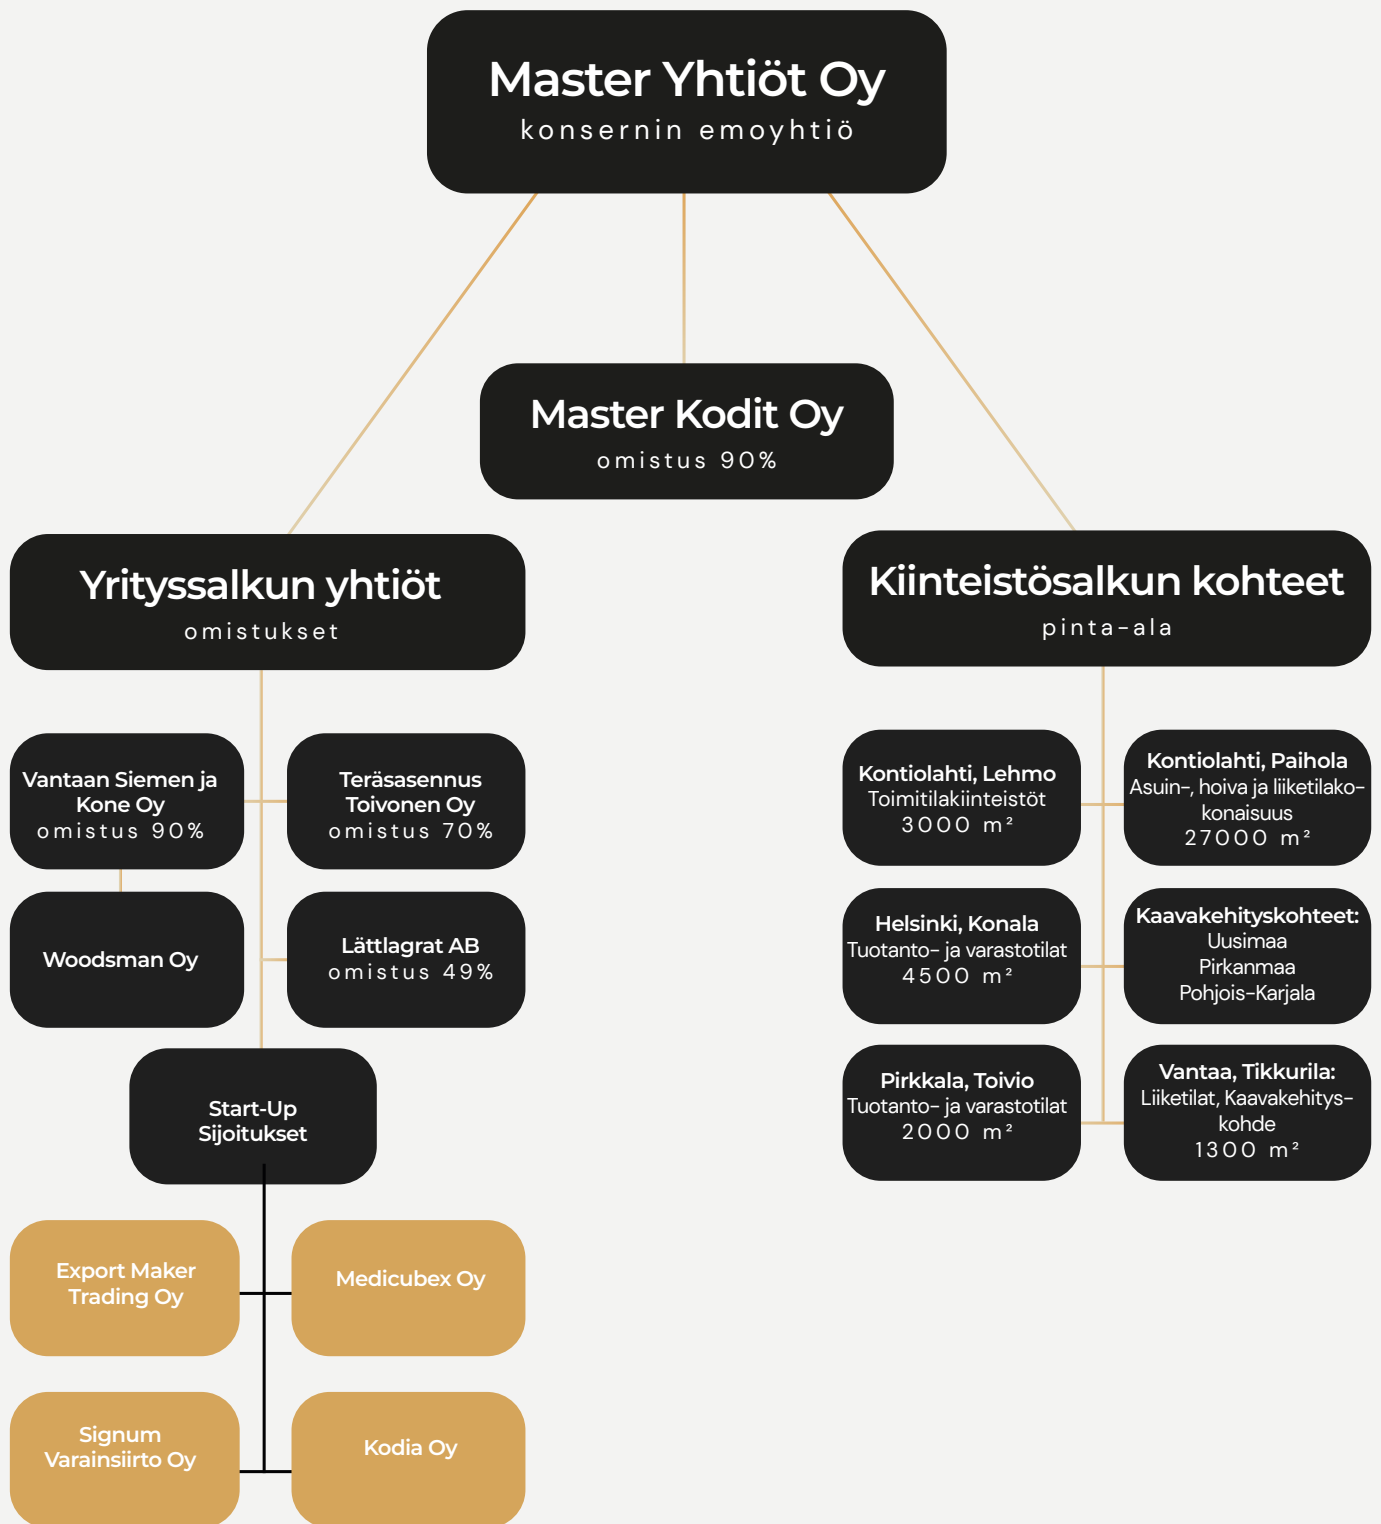 Master Yhtiöt Oy
konsernin emoyhtiö
Master Kodit Oy
omistus 90%
Yrityssalkun yhtiöt
omistukset
Vantaan Siemen ja
Kone Oy
omistus 90%
Teräsasennus
Toivonen Oy
omistus 70%
Woodsman Oy
Lättlagrat AB
omistus 49%
Start-Up
Sijoitukset
Export Maker
Trading Oy
Medicubex Oy
Signum
Varainsiirto Oy
Kodia Oy
Kiinteistösalkun kohteet
pinta-ala
Kontiolahti, Lehmo
Toimitilakiinteistöt
3000 m²
Kontiolahti, Paihola
Asuin-, hoiva ja liiketilako-
konaisuus
27000 m²
Helsinki, Konala
Tuotanto- ja varastotilat
4500 m²
Kaavakehityskohteet:
Uusimaa
Pirkanmaa
Pohjois-Karjala
Pirkkala, Toivio
Tuotanto- ja varastotilat
2000 m²
Vantaa, Tikkurila:
Liiketilat, Kaavakehitys-
kohde
1300 m²